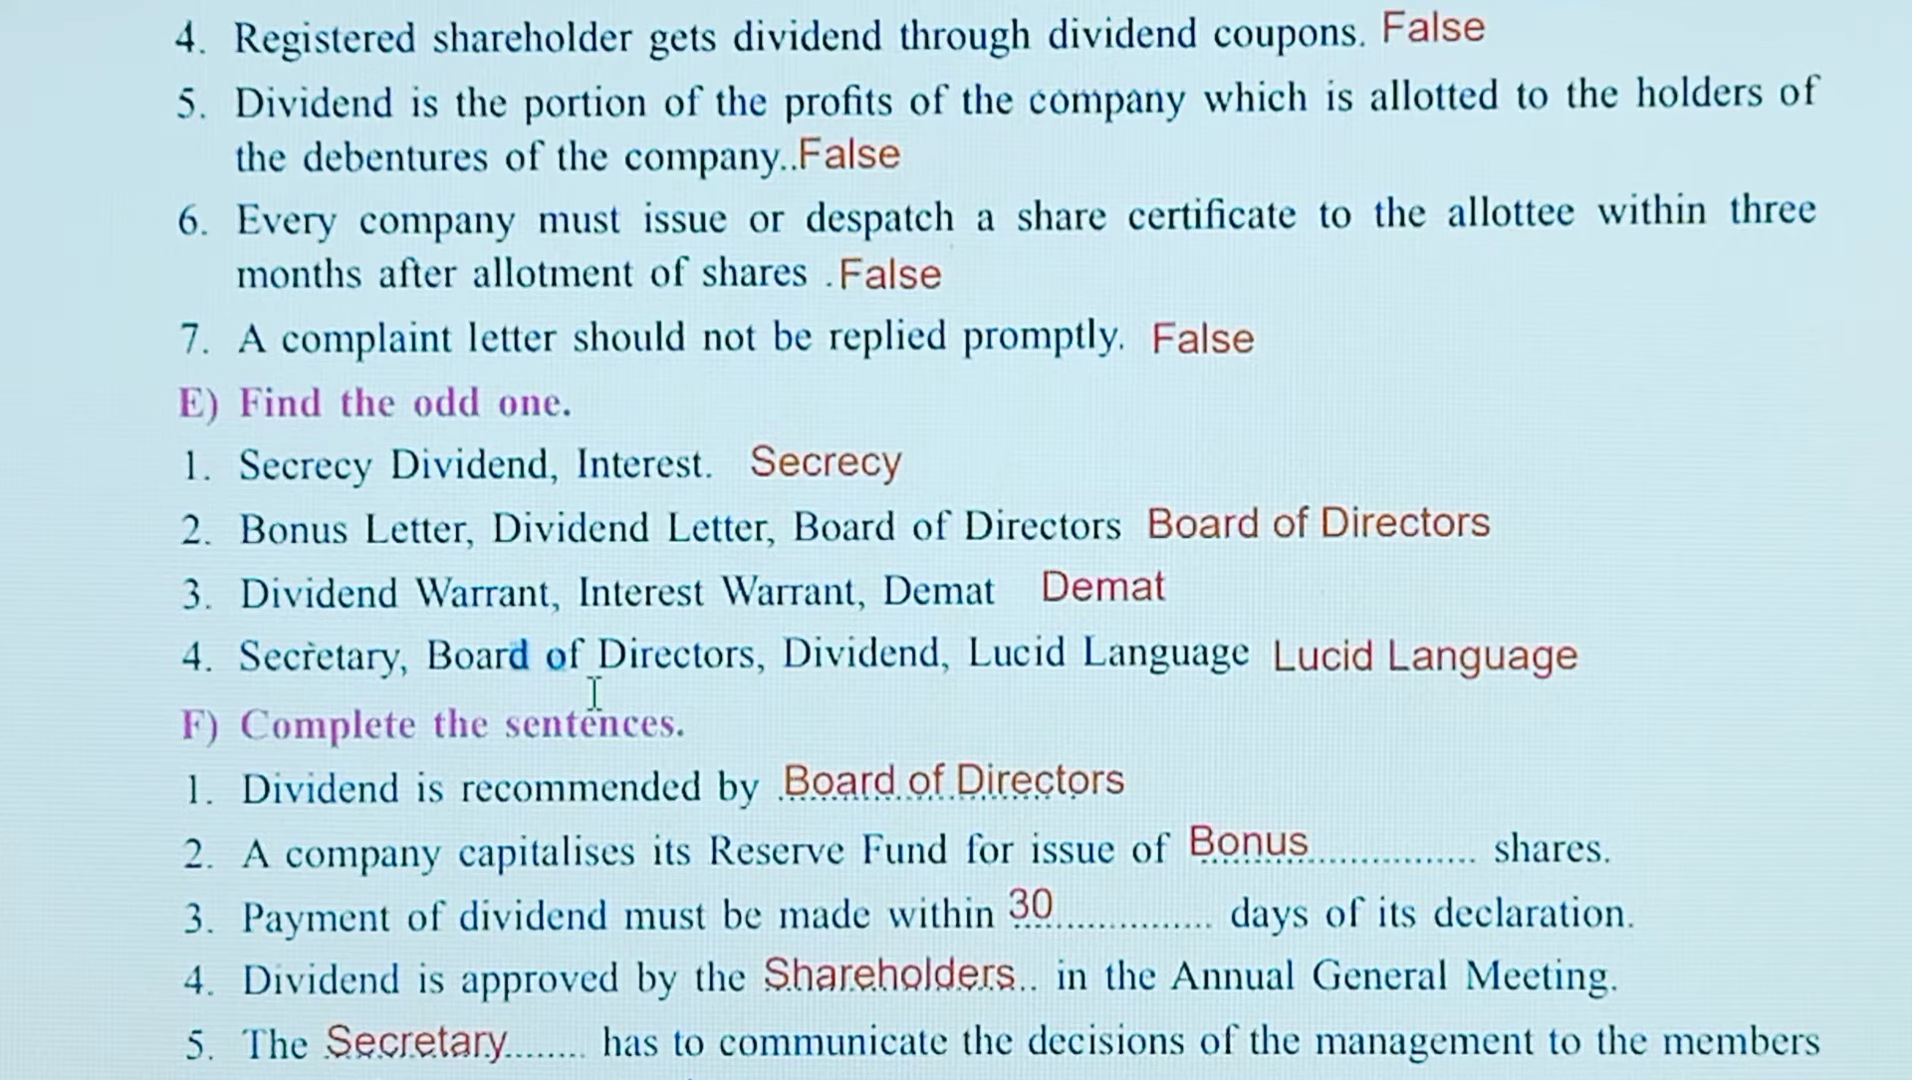 4. Registered shareholder gets dividend through dividend coupons. False
5. Dividend is the portion of the profits of the company which is allotted to the holders of
the debentures of the company..False
6. Every company must issue or despatch a share certificate to the allottee within three
months after allotment of shares .False
7. A complaint letter should not be replied promptly. False
E) Find the odd one.
1. Secrecy Dividend, Interest. Secrecy
2. Bonus Letter, Dividend Letter, Board of Directors Board of Directors
3. Dividend Warrant, Interest Warrant, Demat Demat
4. Secretary, Board of Directors, Dividend, Lucid Language Lucid Language
F) Complete the sentences.
1. Dividend is recommended by Board of Directors
2. A company capitalises its Reserve Fund for issue of Bonus................ shares.
3. Payment of dividend must be made within 30.............. days of its declaration.
4. Dividend is approved by the Shareholders.. in the Annual General Meeting.
5. The Secretary........ has to communicate the decisions of the management to the members